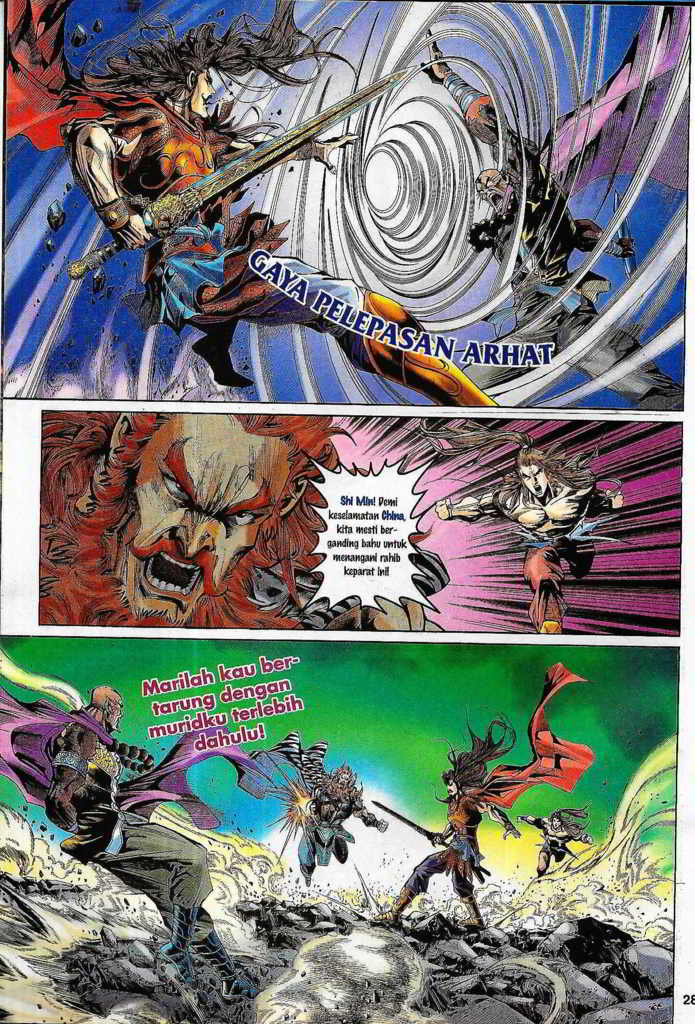 GAYA PELEPASAN ARHAT
Shi Min! Demi
keselamatan China,
kita mesti ber-
ganding bahu untuk
menangani rahib
keparat ini!
Marilah kau ber-
tarung dengan
muridku terlebih
dahulu!
28